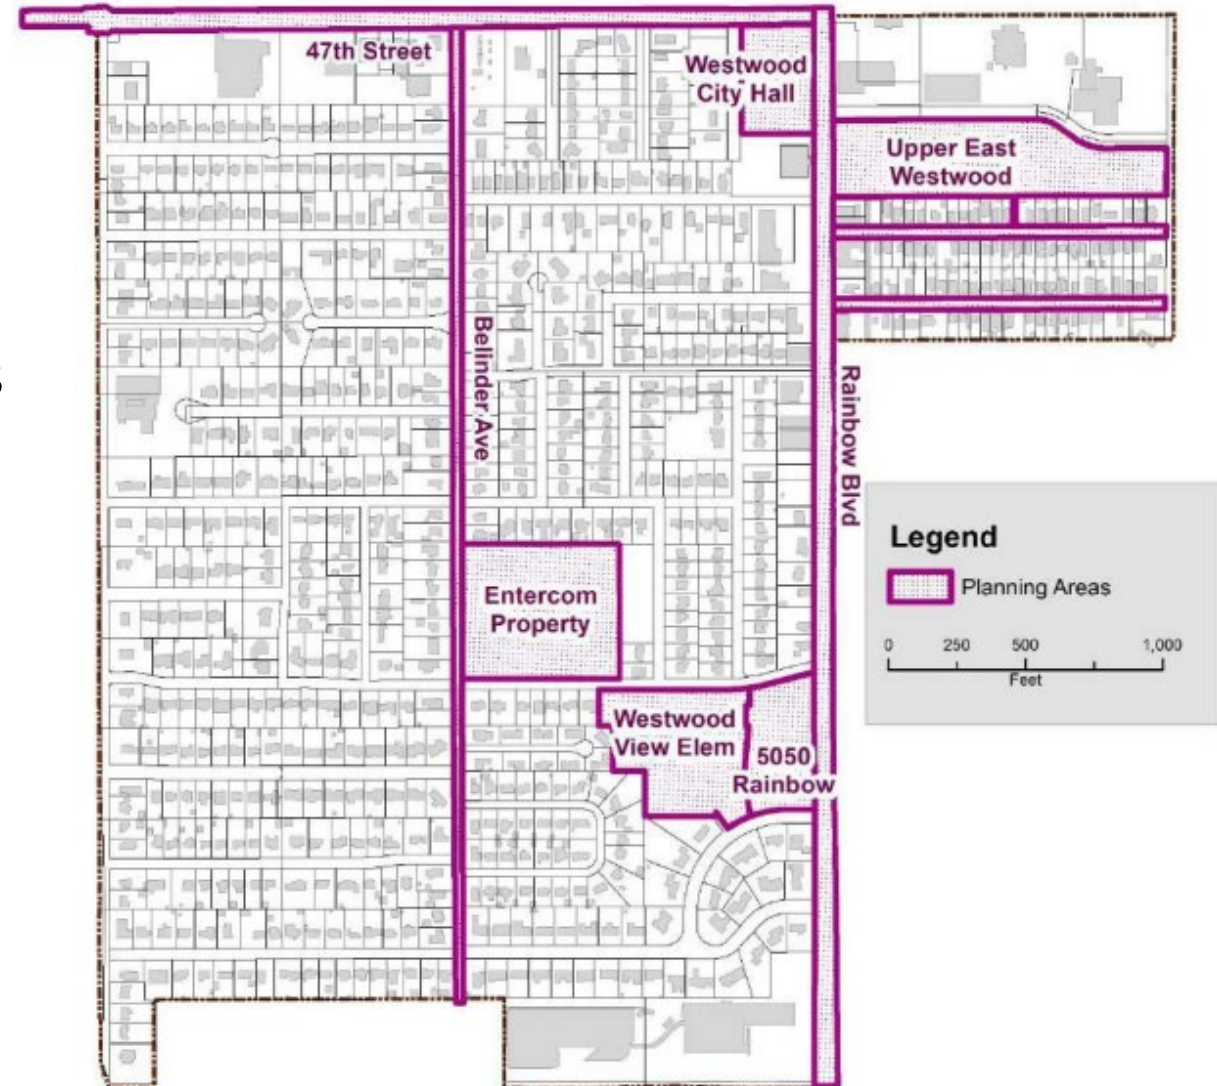 47th Street
Westwood
City Hall
Upper East
Westwood
Belinder Ave
Rainbow Blvd
Legend
Planning Areas
0 250 500 1,000
Feet
Entercom
Property
Westwood
View Elem
5050
Rainbow